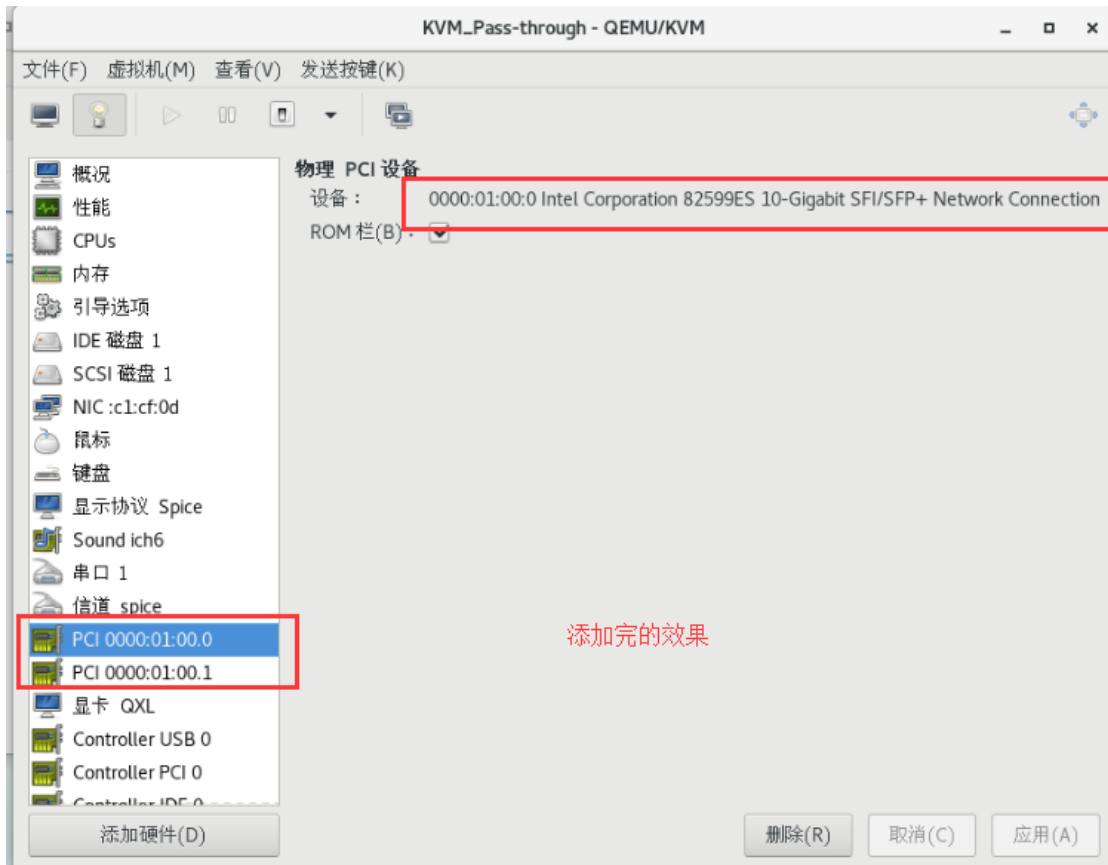 KVM_Pass-through - QEMU/KVM
文件(F) 虚拟机(M) 查看(V) 发送按键(K)
概况
性能
CPUs
内存
引导选项
IDE 磁盘 1
SCSI 磁盘 1
NIC :c1:cf:0d
鼠标
键盘
显示协议 Spice
Sound ich6
串口 1
信道 spice
PCI 0000:01:00.0
PCI 0000:01:00.1
显卡 QXL
Controller USB 0
Controller PCI 0
Controller IDE 0
添加硬件(D)
物理 PCI 设备
设备： 0000:01:00:0 Intel Corporation 82599ES 10-Gigabit SFI/SFP+ Network Connection
ROM 栏(B)：
添加完的效果
删除(R) 取消(C) 应用(A)